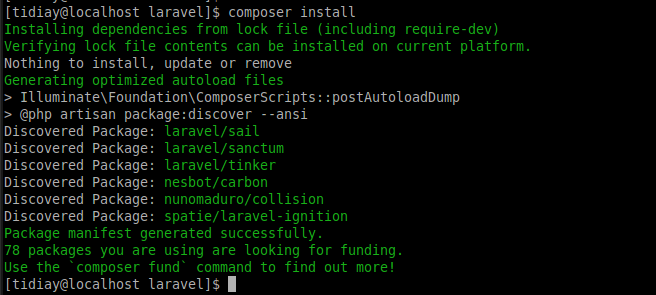 [tidiay@localhost laravel]$ composer install
Installing dependencies from lock file (including require-dev)
Verifying lock file contents can be installed on current platform.
Nothing to install, update or remove
Generating optimized autoload files
> Illuminate\Foundation\ComposerScripts::postAutoloadDump
> @php artisan package:discover --ansi
Discovered Package: laravel/sail
Discovered Package: laravel/sanctum
Discovered Package: laravel/tinker
Discovered Package: nesbot/carbon
Discovered Package: nunomaduro/collision
Discovered Package: spatie/laravel-ignition
Package manifest generated successfully.
78 packages you are using are looking for funding.
Use the `composer fund` command to find out more!
[tidiay@localhost laravel]$